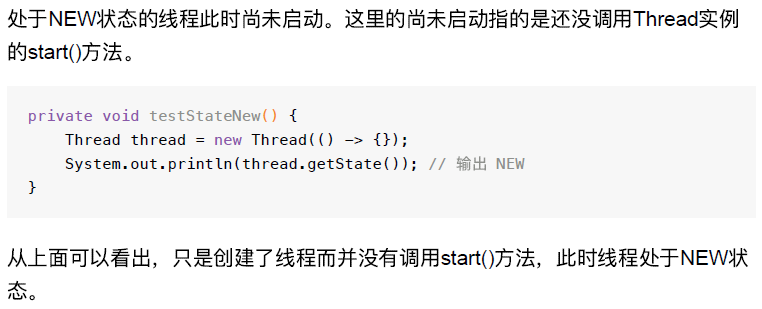 处于NEW状态的线程此时尚未启动。这里的尚未启动指的是还没调用Thread实例
的start()方法。
private void testStateNew() {
    Thread thread = new Thread(() -> {});
    System.out.println(thread.getState()); // 输出 NEW
}
从上面可以看出，只是创建了线程而并没有调用start()方法，此时线程处于NEW状
态。